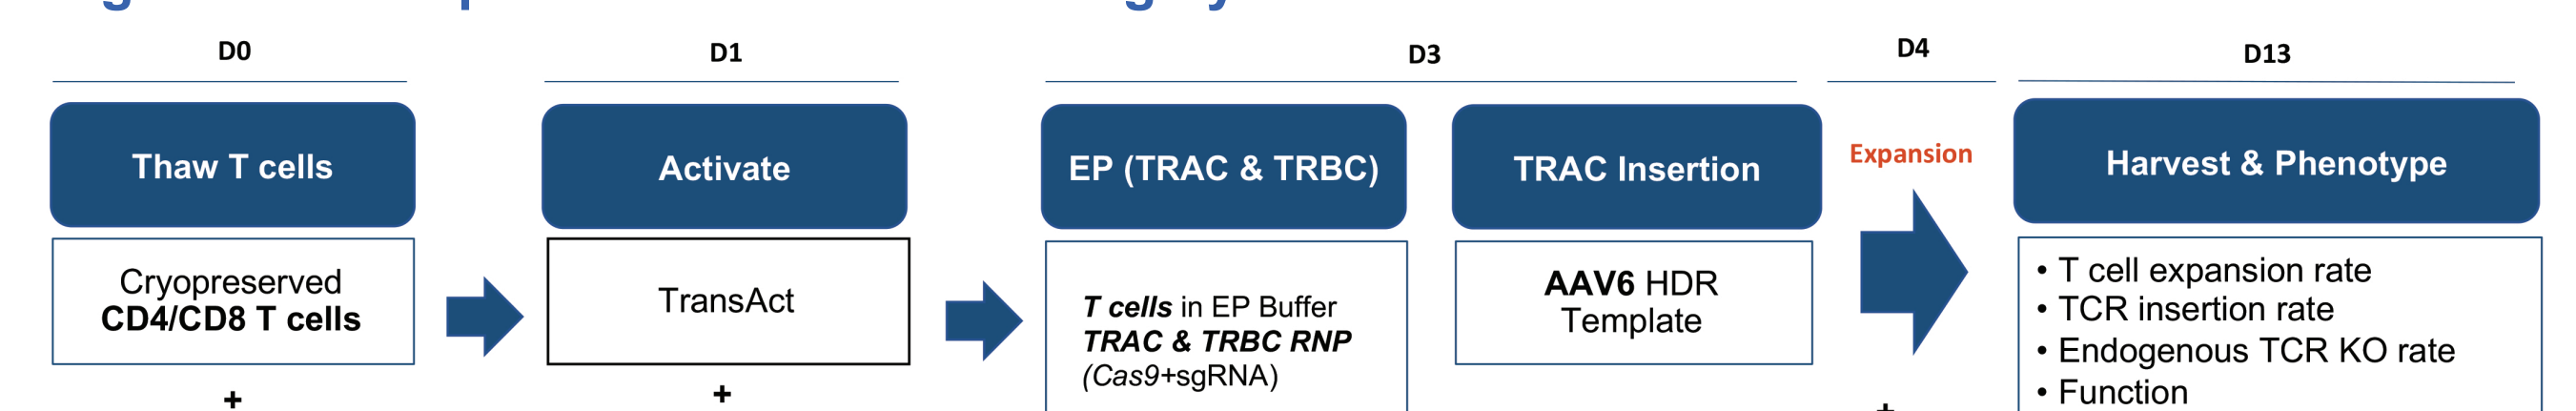 D0
D1
D3
D4
D13
Thaw T cells
Activate
EP (TRAC & TRBC)
TRAC Insertion
Expansion
Harvest & Phenotype
Cryopreserved
CD4/CD8 T cells
+
TransAct
+
T cells in EP Buffer
TRAC & TRBC RNP
(Cas9+sgRNA)
AAV6 HDR
Template
• T cell expansion rate
• TCR insertion rate
• Endogenous TCR KO rate
• Function